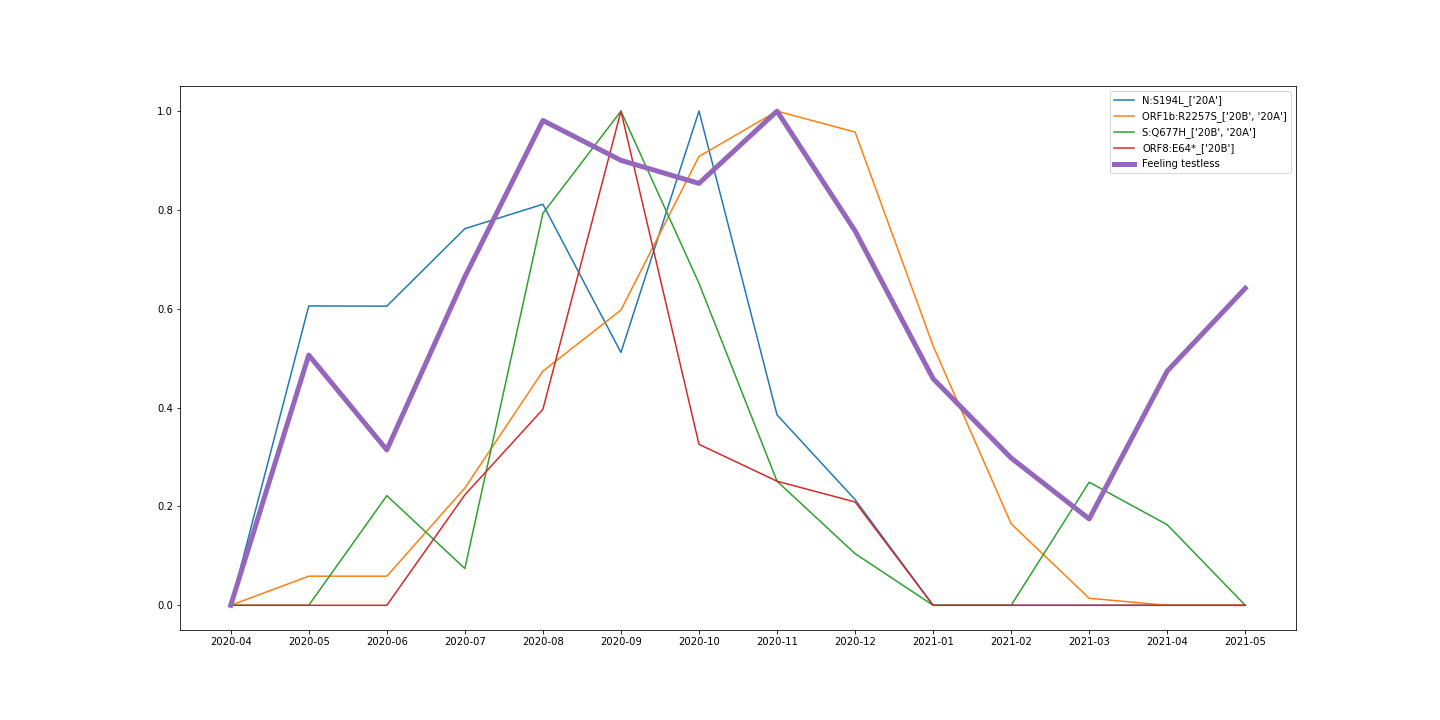 N:S194L_['20A']
ORF1b:R2257S_['20B', '20A']
S:Q677H_['20B', '20A']
ORF8:E64*_['20B']
Feeling testless
1.0
0.8
0.6
0.4
0.2
0.0
2020-04 2020-05 2020-06 2020-07 2020-08 2020-09 2020-10 2020-11 2020-12 2021-01 2021-02 2021-03 2021-04 2021-05